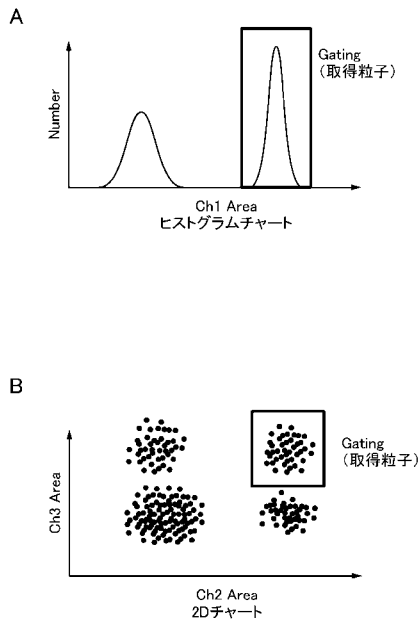 A
Gating
(取得粒子)
Number
Ch1 Area
ヒストグラムチャート
B
Gating
(取得粒子)
Ch3 Area
Ch2 Area
2Dチャート